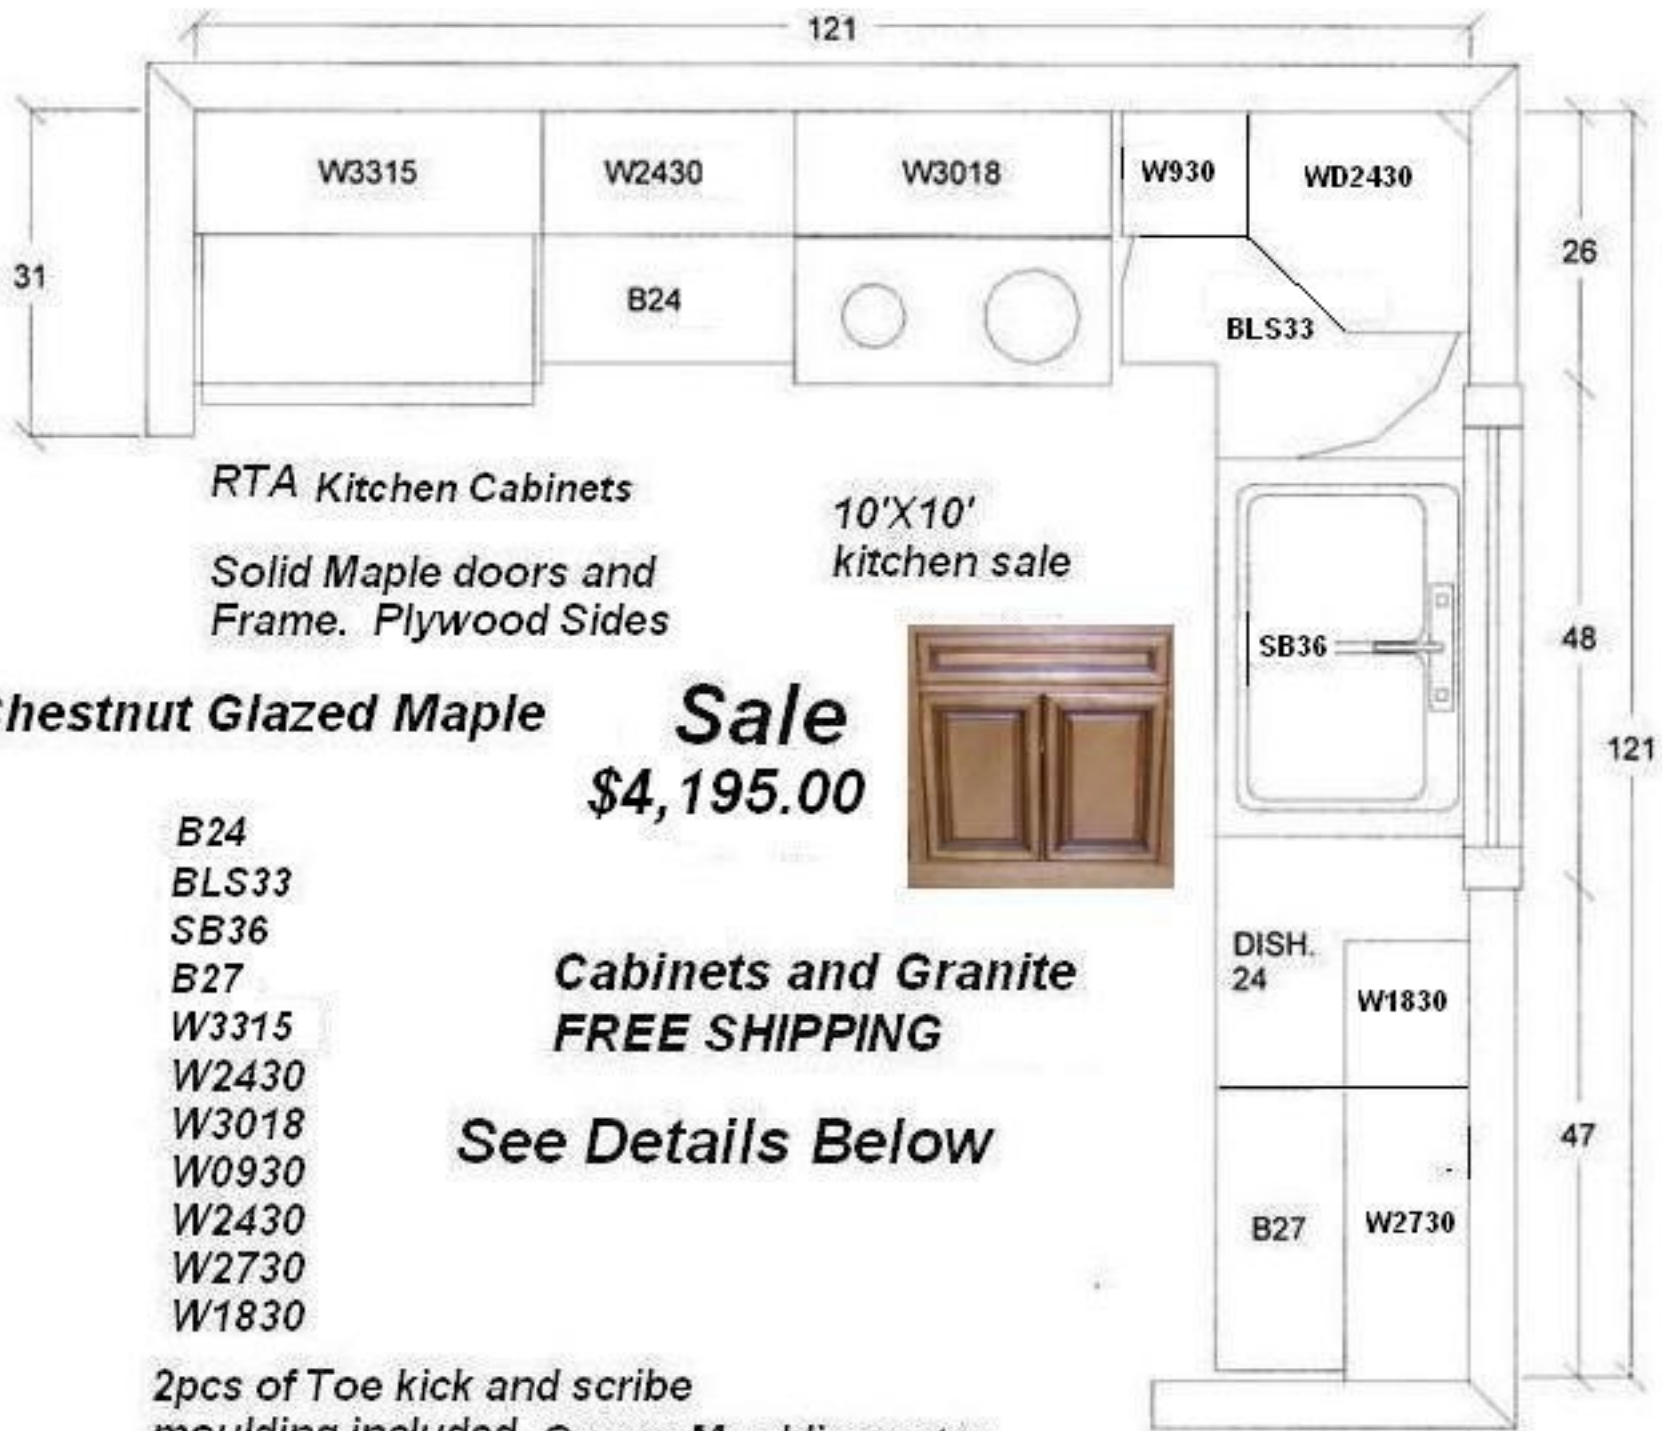 121
W3315
W2430
W3018
W930
WD2430
31
26
B24
BLS33
RTA Kitchen Cabinets
10'X10'
kitchen sale
Solid Maple doors and
Frame. Plywood Sides
SB36
48
Chestnut Glazed Maple
Sale
$4,195.00
121
B24
BLS33
SB36
B27
W3315
W2430
W3018
W0930
W2430
W2730
W1830
Cabinets and Granite
FREE SHIPPING
See Details Below
DISH.
24
W1830
47
B27
W2730
2pcs of Toe kick and scribe
moulding included